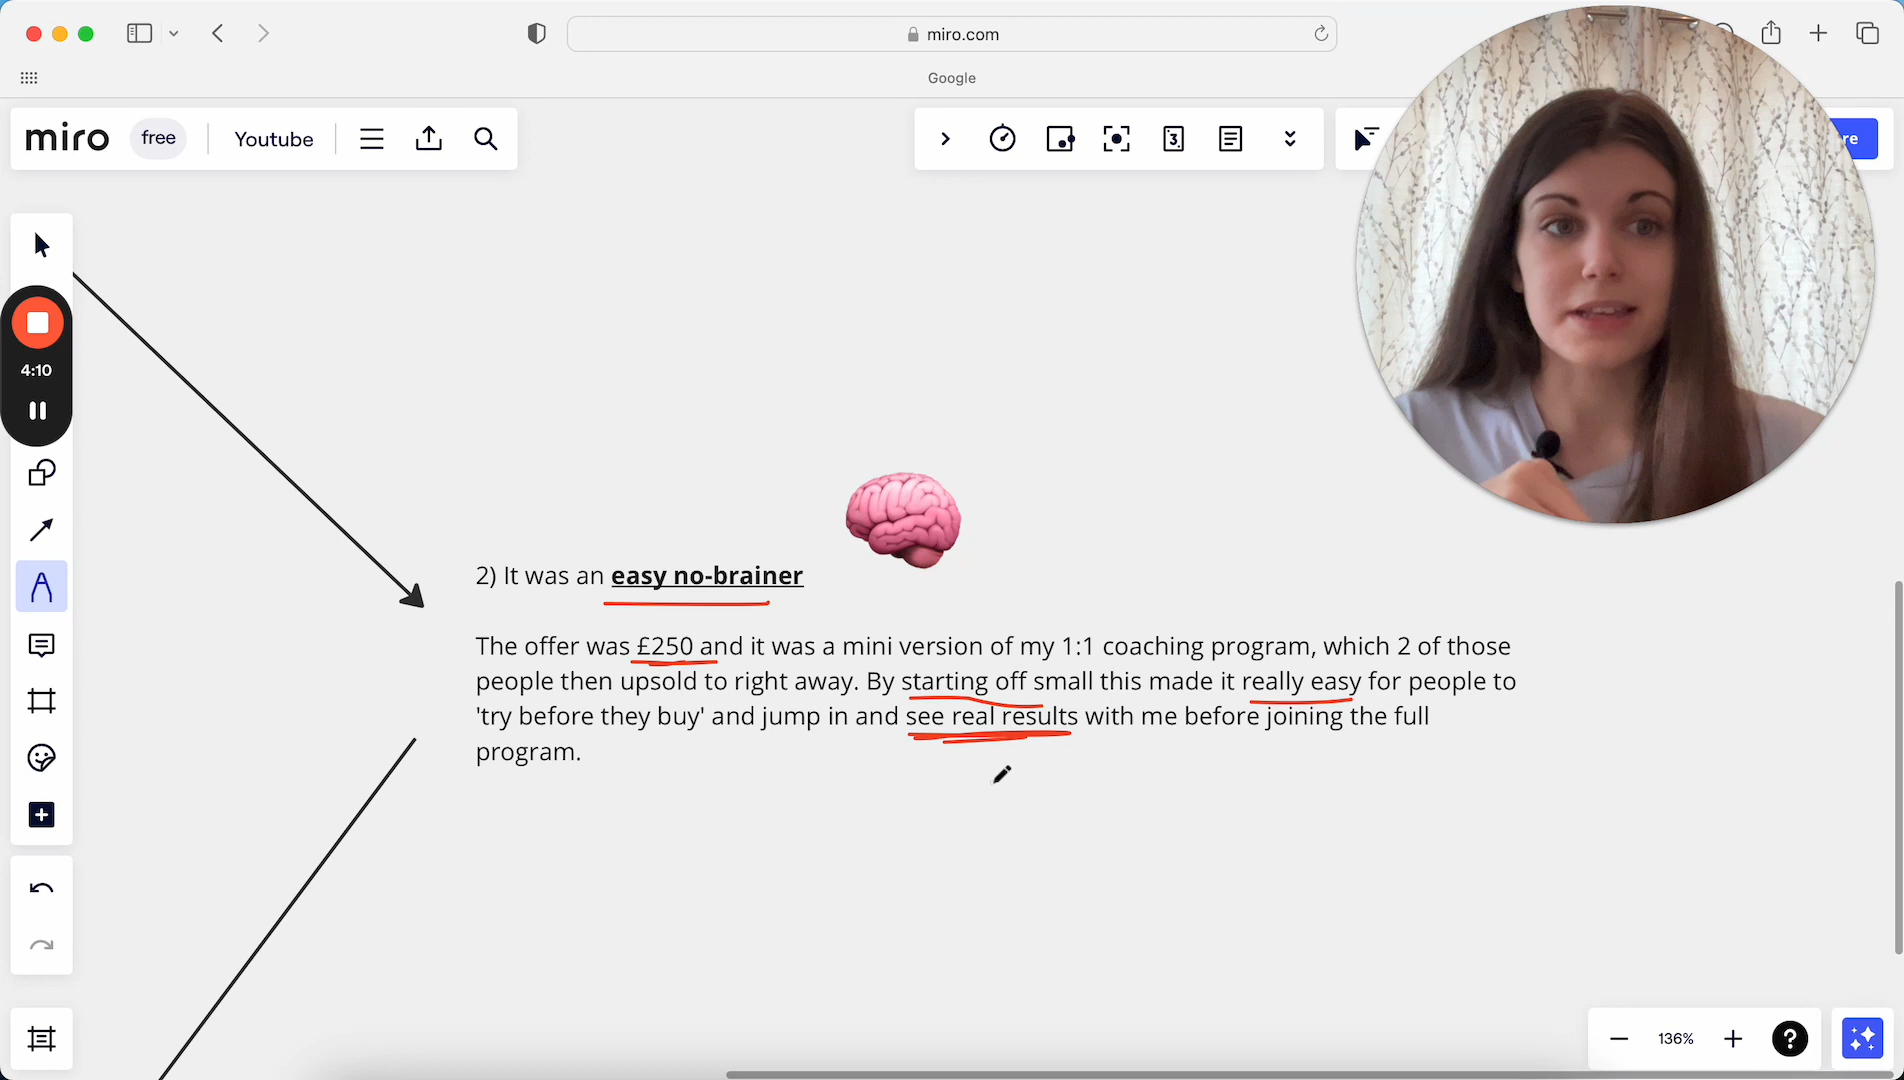 miro.com
Google
miro free Youtube
3
re
4:10
2) It was an easy no-brainer
The offer was £250 and it was a mini version of my 1:1 coaching program, which 2 of those
people then upsold to right away. By starting off small this made it really easy for people to
'try before they buy' and jump in and see real results with me before joining the full
program.
136%
?